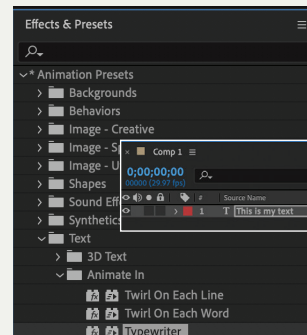 Effects & Presets
* Animation Presets
Backgrounds
Behaviors
Image - Creative
Image - Sp
Image - U
Shapes
Sound Eff
Synthetics
Text
3D Text
Animate In
Twirl On Each Line
Twirl On Each Word
Typewriter
Comp 1
0;00;00;00
00000 (29.97 fps)
# Source Name
1 T This is my text